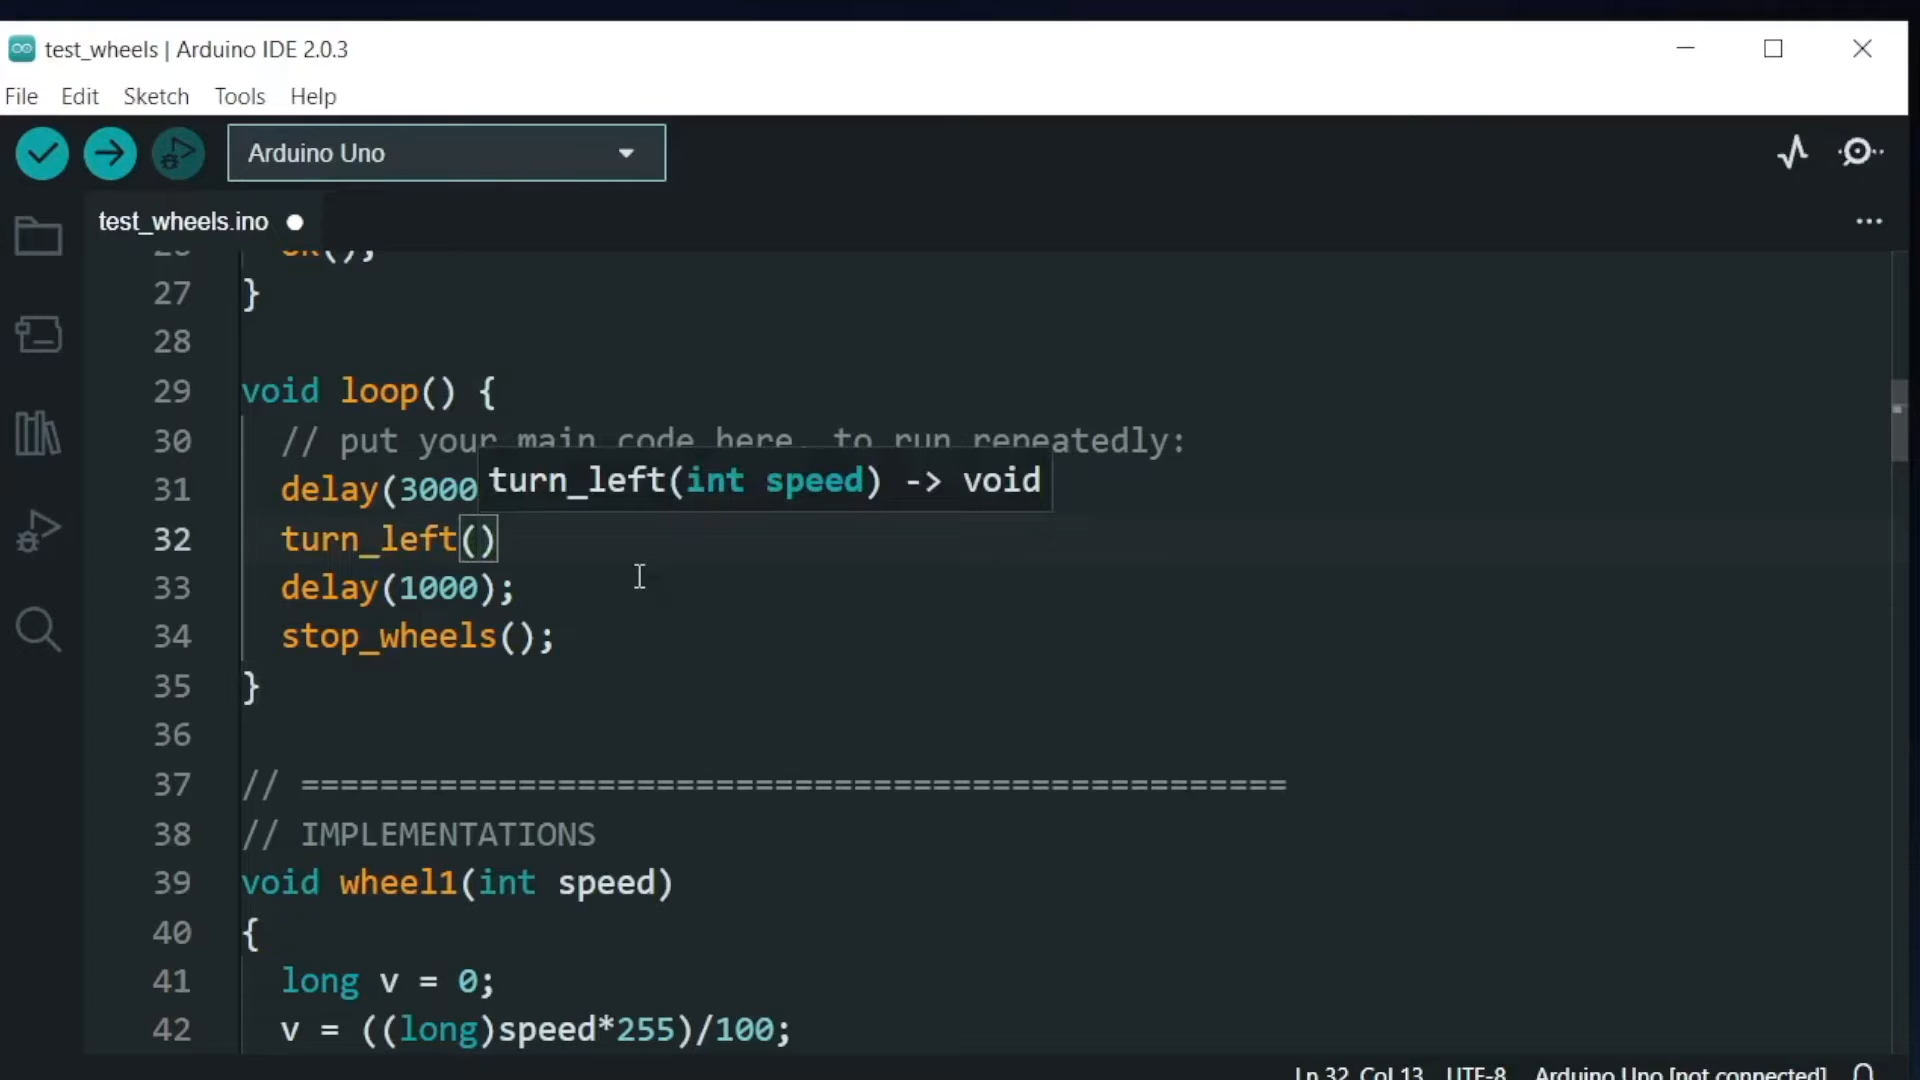 test_wheels | Arduino IDE 2.0.3
File Edit Sketch Tools Help
Arduino Uno
test_wheels.ino
27 }
28
29 void loop() {
30 // put your main code here, to run repeatedly:
31 delay(3000
turn_left(int speed) -> void
32 turn_left()
33 delay(1000);
34 stop_wheels();
35 }
36
37 // ==================================================
38 // IMPLEMENTATIONS
39 void wheel1(int speed)
40 {
41 long v = 0;
42 v = ((long)speed*255)/100;
Ln 32, Col 13 UTF-8 Arduino Uno [not connected]